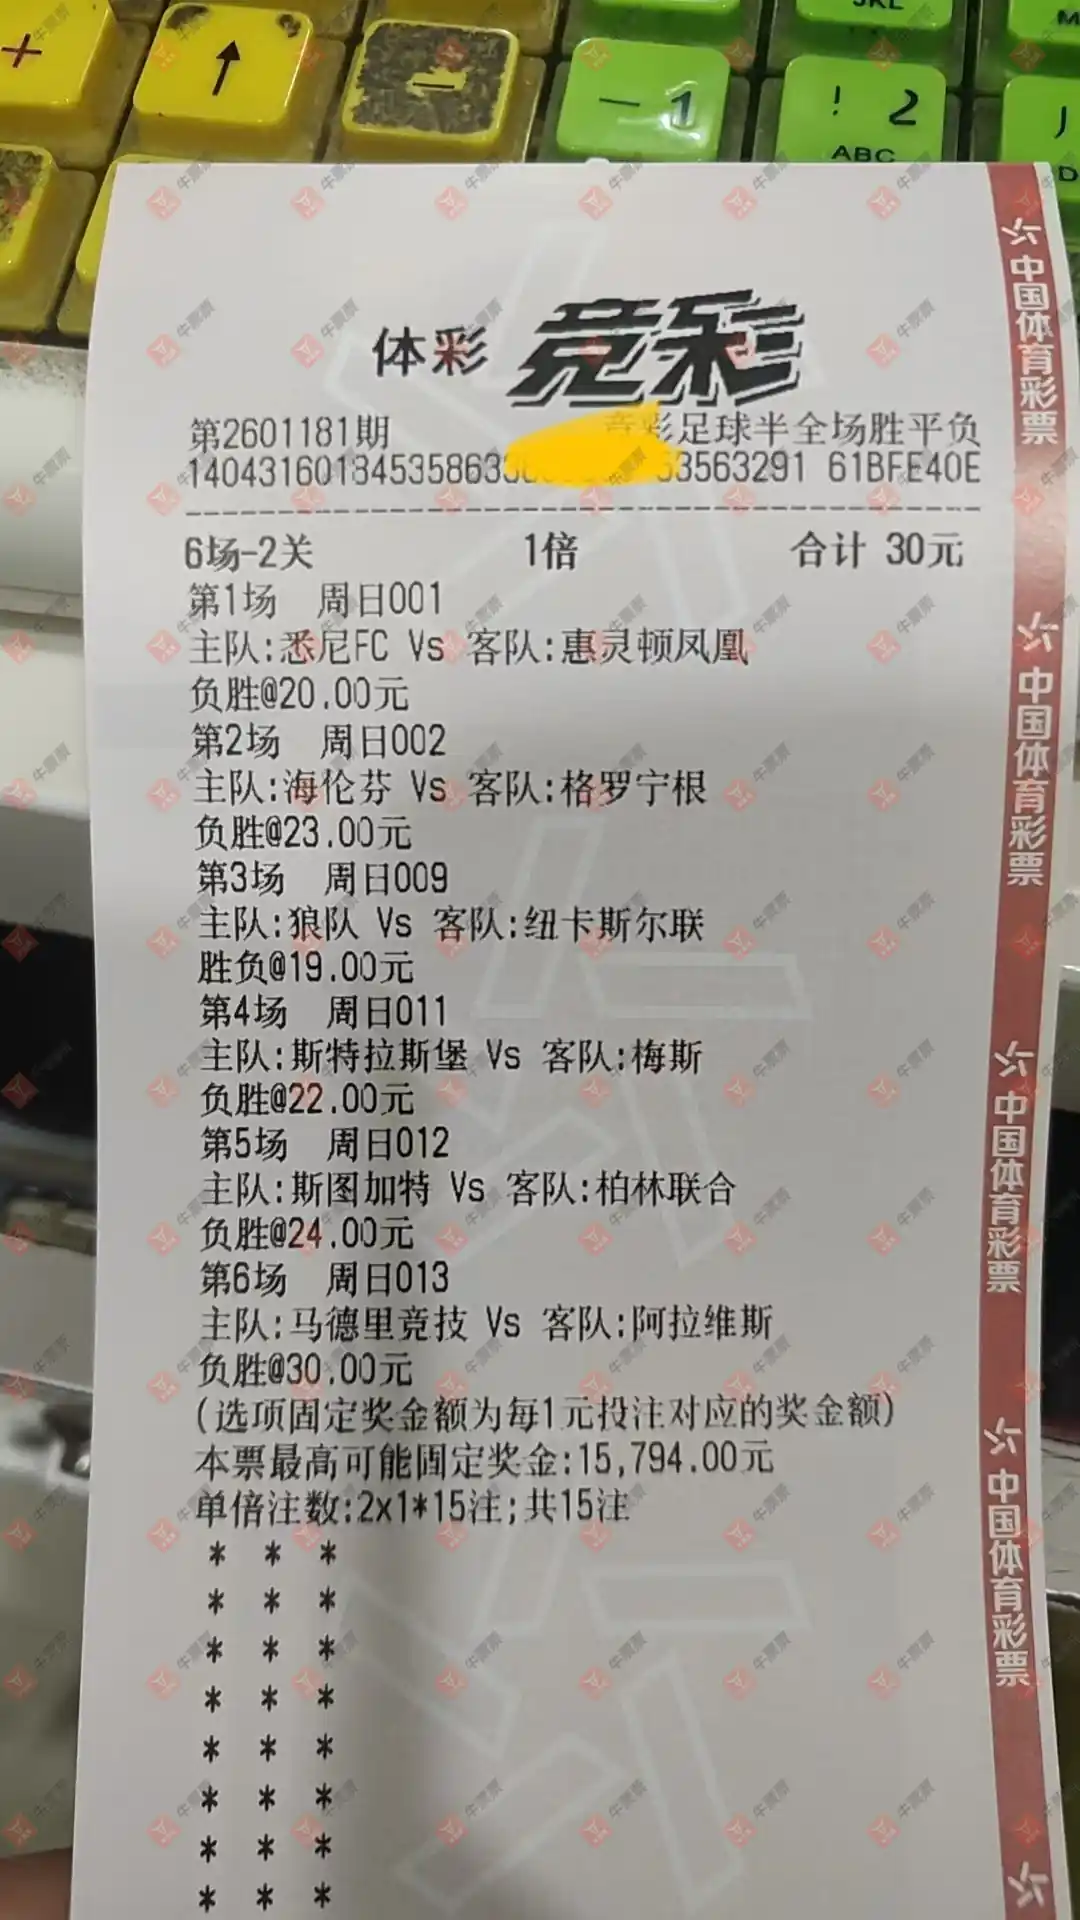 + ↑ —
— 1
! 2
ABC
JKL
体彩 竞彩
第2601181期 竞彩足球半全场胜平负
140431601845358633 53563291 61BFE40E
6场-2关 1倍 合计 30元
第1场 周日001
主队:悉尼FC Vs 客队:惠灵顿凤凰
负胜@20.00元
第2场 周日002
主队:海伦芬 Vs 客队:格罗宁根
负胜@23.00元
第3场 周日009
主队:狼队 Vs 客队:纽卡斯尔联
胜负@19.00元
第4场 周日011
主队:斯特拉斯堡 Vs 客队:梅斯
负胜@22.00元
第5场 周日012
主队:斯图加特 Vs 客队:柏林联合
负胜@24.00元
第6场 周日013
主队:马德里竞技 Vs 客队:阿拉维斯
负胜@30.00元
(选项固定奖金额为每1元投注对应的奖金额)
本票最高可能固定奖金:15,794.00元
单倍注数:2x1*15注;共15注
* * *
* * *
* * *
* * *
* * *
* * *
* * *
* * *
中国体育彩票
中国体育彩票
中国体育彩票
中国体育彩票
牛票票